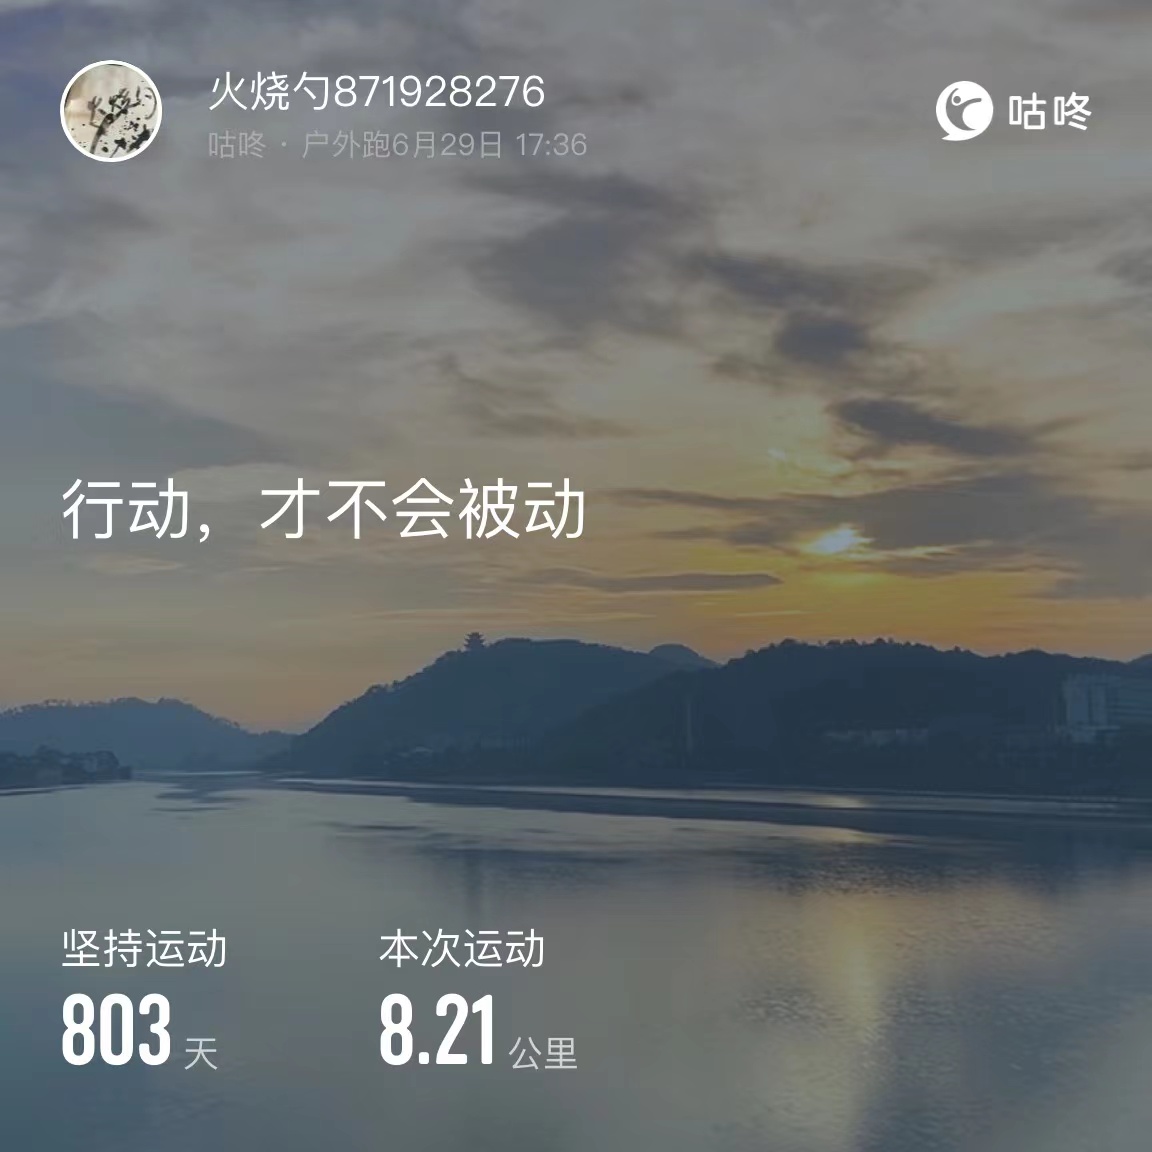 火烧勺871928276
咕咚 · 户外跑6月29日 17:36
咕咚
行动，才不会被动
坚持运动
803 天
本次运动
8.21 公里